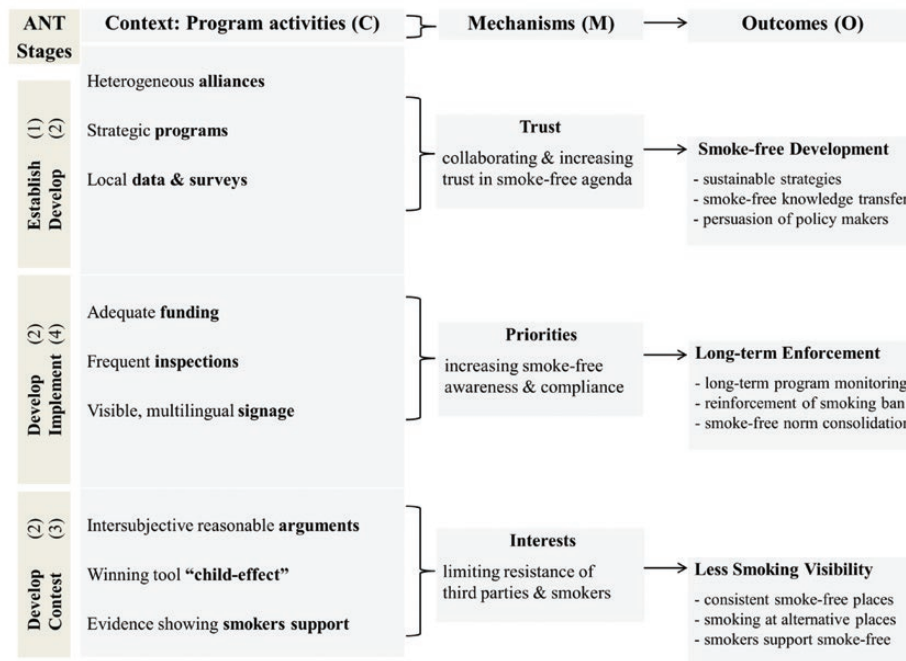 ANT Stages
Context: Program activities (C)
Mechanisms (M)
Outcomes (O)
Establish (1)
Develop (2)
Heterogeneous alliances
Strategic programs
Local data & surveys
Trust
collaborating & increasing
trust in smoke-free agenda
Smoke-free Development
- sustainable strategies
- smoke-free knowledge transfer
- persuasion of policy makers
Develop (2)
Implement (4)
Adequate funding
Frequent inspections
Visible, multilingual signage
Priorities
increasing smoke-free
awareness & compliance
Long-term Enforcement
- long-term program monitoring
- reinforcement of smoking ban
- smoke-free norm consolidation
Develop (2)
Contest (3)
Intersubjective reasonable arguments
Winning tool “child-effect”
Evidence showing smokers support
Interests
limiting resistance of
third parties & smokers
Less Smoking Visibility
- consistent smoke-free places
- smoking at alternative places
- smokers support smoke-free